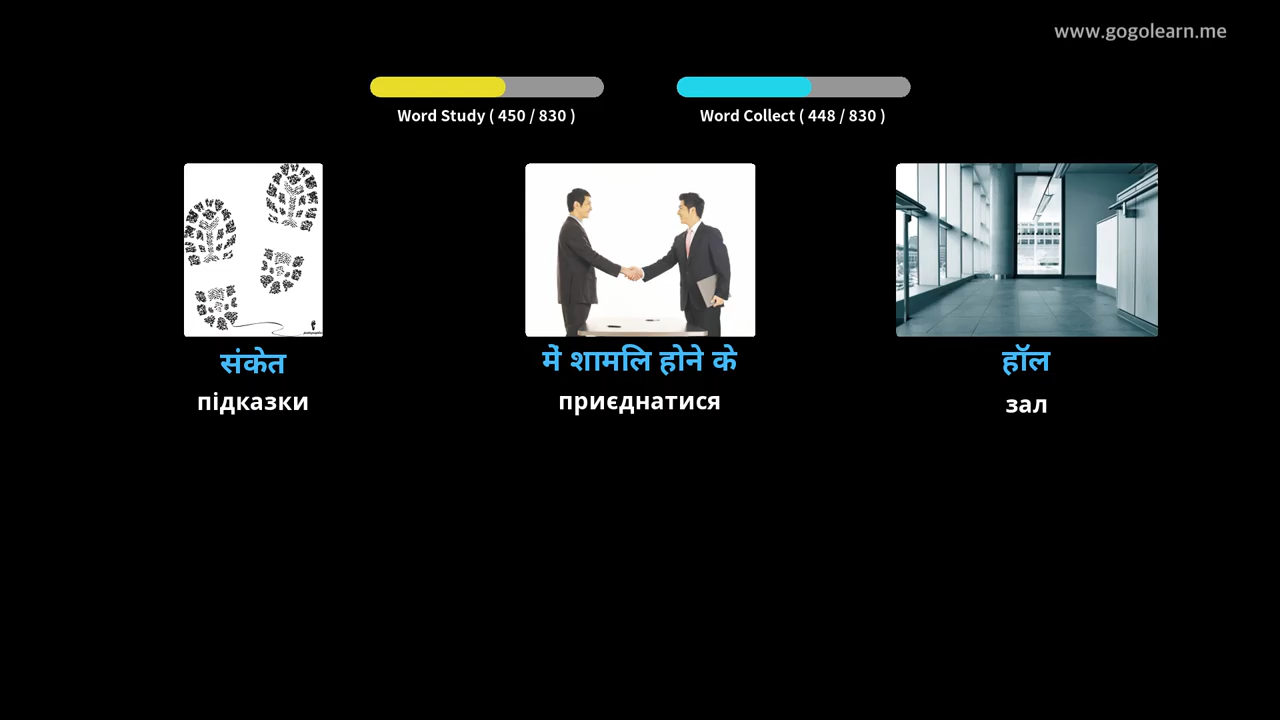 www.gogolearn.me
Word Study ( 450 / 830 )
Word Collect ( 448 / 830 )
संकेत
में शामलि होने के
हॉल
підказки
приєднатися
зал